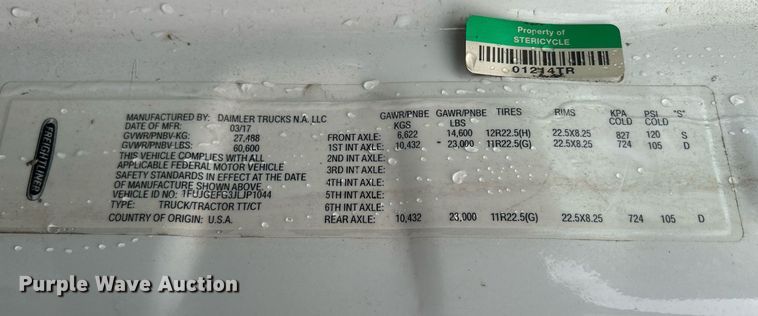 Property of
STERICYCLE
01214TR
FREIGHTLINER
MANUFACTURED BY: DAIMLER TRUCKS N.A. LLC
DATE OF MFR: 03/17
GVWR/PNBV-KG: 27,488
GVWR/PNBV-LBS: 60,600
THIS VEHICLE COMPLIES WITH ALL
APPLICABLE FEDERAL MOTOR VEHICLE
SAFETY STANDARDS IN EFFECT AT THE DATE
OF MANUFACTURE SHOWN ABOVE.
VEHICLE ID NO: 1FUJGEFG3JLJP1044
TYPE: TRUCK/TRACTOR TT/CT
COUNTRY OF ORIGIN: U.S.A.
GAWR/PNBE KGS GAWR/PNBE LBS TIRES RIMS KPA COLD PSI COLD "S"
FRONT AXLE: 6,622 14,600 12R22.5(H) 22.5X8.25 827 120 S
1ST INT AXLE: 10,432 23,000 11R22.5(G) 22.5X8.25 724 105 D
2ND INT AXLE:
3RD INT AXLE:
4TH INT AXLE:
5TH INT AXLE:
6TH INT AXLE:
REAR AXLE: 10,432 23,000 11R22.5(G) 22.5X8.25 724 105 D
Purple Wave Auction